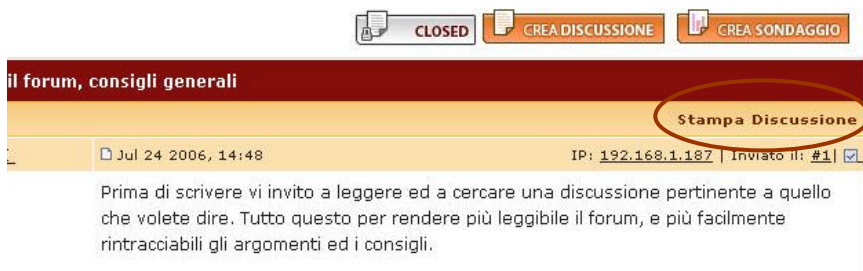 CLOSED CREA DISCUSSIONE CREA SONDAGGIO
il forum, consigli generali
Stampa Discussione
Jul 24 2006, 14:48 IP: 192.168.1.187 | Inviato il: #1|
Prima di scrivere vi invito a leggere ed a cercare una discussione pertinente a quello
che volete dire. Tutto questo per rendere più leggibile il forum, e più facilmente
rintracciabili gli argomenti ed i consigli.